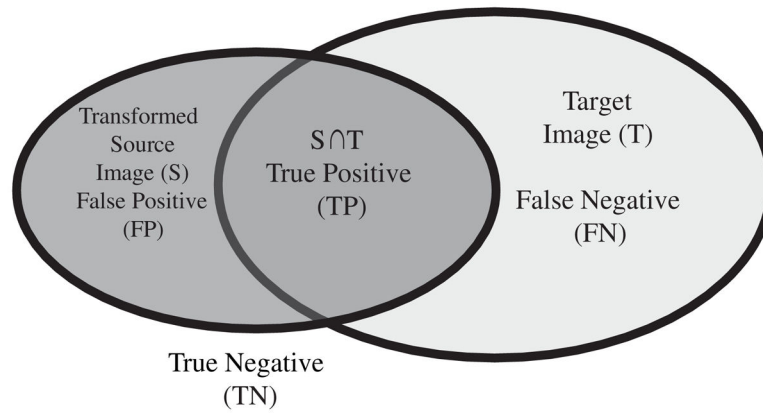 Transformed
Source
Image (S)
False Positive
(FP)
S∩T
True Positive
(TP)
Target
Image (T)
False Negative
(FN)
True Negative
(TN)